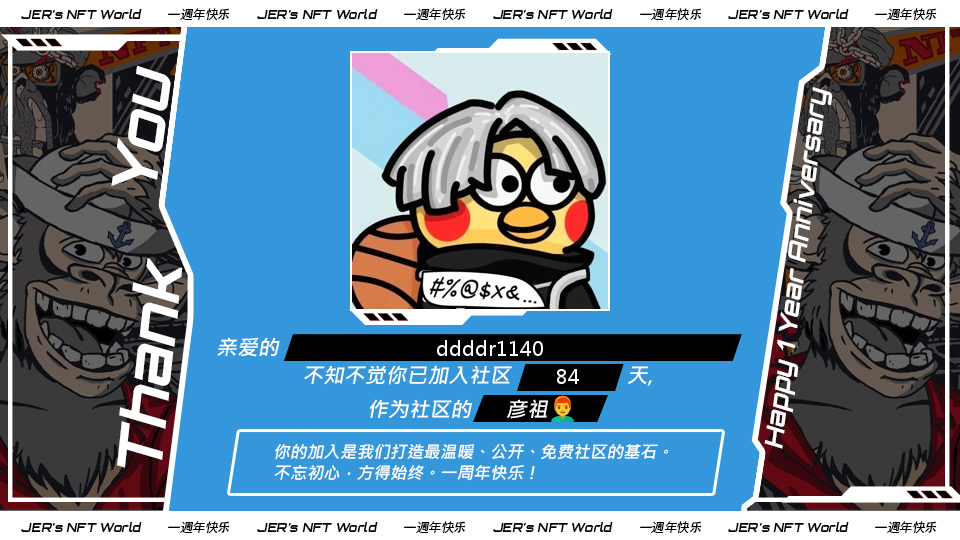 JER's NFT World 一週年快乐 JER's NFT World 一週年快乐 JER's NFT World 一週年快乐 JER's NFT World 一週年快乐
Thank You
#%@$X&...
亲爱的 ddddr1140
不知不觉你已加入社区 84 天,
作为社区的 彦祖👨‍🦰
你的加入是我们打造最温暖、公开、免费社区的基石。
不忘初心，方得始终。一周年快乐！
Happy 1 Year Anniversary
JER's NFT World 一週年快乐 JER's NFT World 一週年快乐 JER's NFT World 一週年快乐 JER's NFT World 一週年快乐